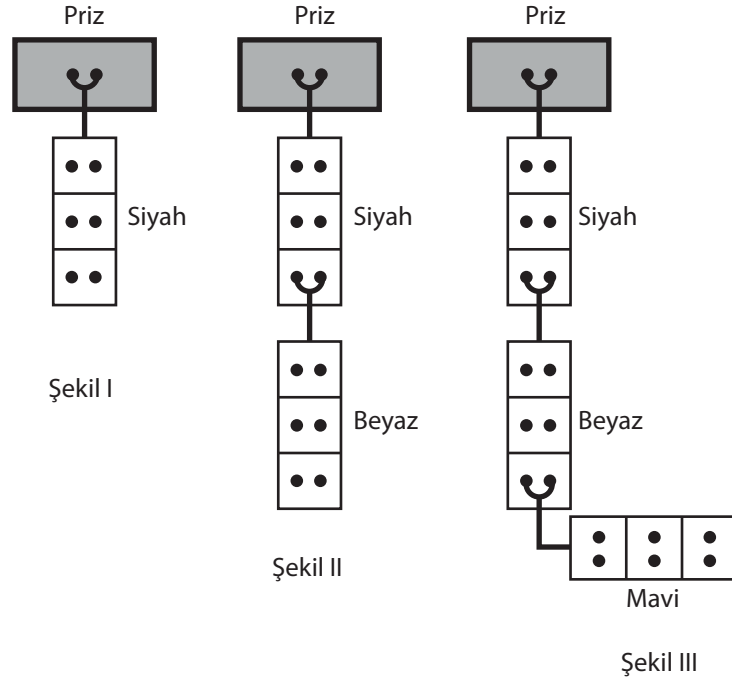 Priz
Priz
Priz
Siyah
Siyah
Siyah
Şekil I
Beyaz
Beyaz
Şekil II
Mavi
Şekil III